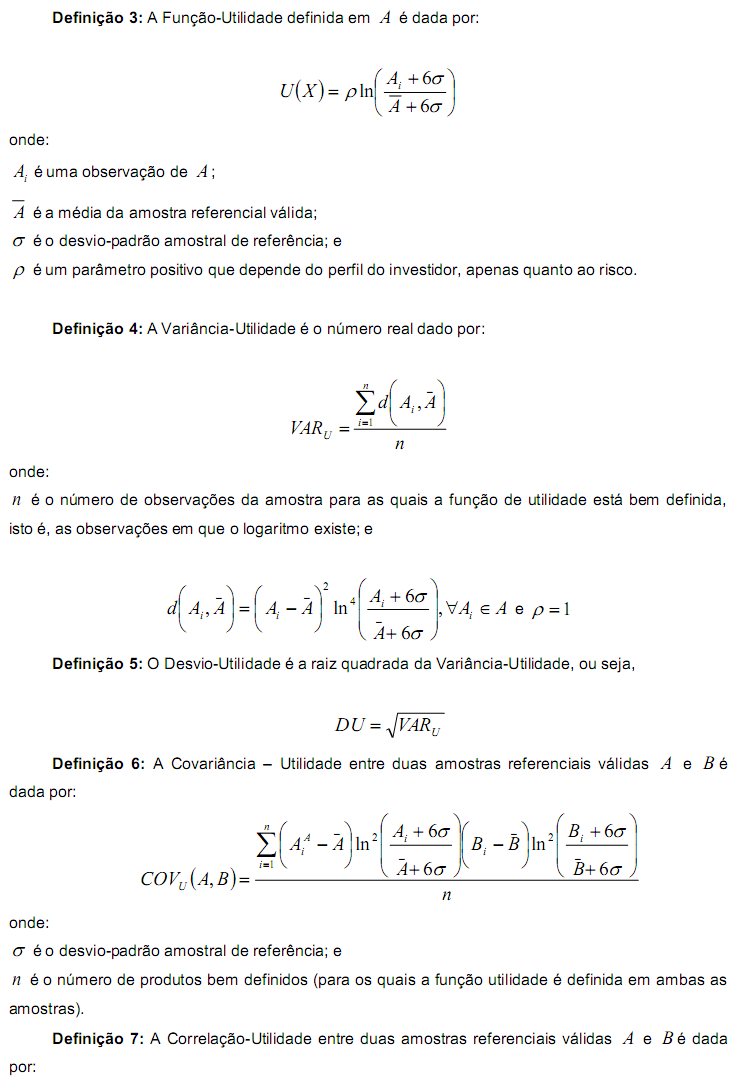 Definição 3: A Função-Utilidade definida em A é dada por:
U(X) = ρ ln((A_i + 6σ) / (A̅ + 6σ))
onde:
A_i é uma observação de A;
A̅ é a média da amostra referencial válida;
σ é o desvio-padrão amostral de referência; e
ρ é um parâmetro positivo que depende do perfil do investidor, apenas quanto ao risco.
Definição 4: A Variância-Utilidade é o número real dado por:
VAR_U = (∑_{i=1}^{n} d(A_i, A̅)) / n
onde:
n é o número de observações da amostra para as quais a função de utilidade está bem definida,
isto é, as observações em que o logaritmo existe; e
d(A_i, A̅) = (A_i − A̅)^2 ln^4((A_i + 6σ) / (A̅ + 6σ)), ∀A_i ∈ A e ρ = 1
Definição 5: O Desvio-Utilidade é a raiz quadrada da Variância-Utilidade, ou seja,
DU = √VAR_U
Definição 6: A Covariância – Utilidade entre duas amostras referenciais válidas A e B é
dada por:
COV_U(A, B) = (∑_{i=1}^{n} (A_i^A − A̅) ln^2((A_i + 6σ) / (A̅ + 6σ)) (B_i − B̅) ln^2((B_i + 6σ) / (B̅ + 6σ))) / n
onde:
σ é o desvio-padrão amostral de referência; e
n é o número de produtos bem definidos (para os quais a função utilidade é definida em ambas as
amostras).
Definição 7: A Correlação-Utilidade entre duas amostras referenciais válidas A e B é dada
por: